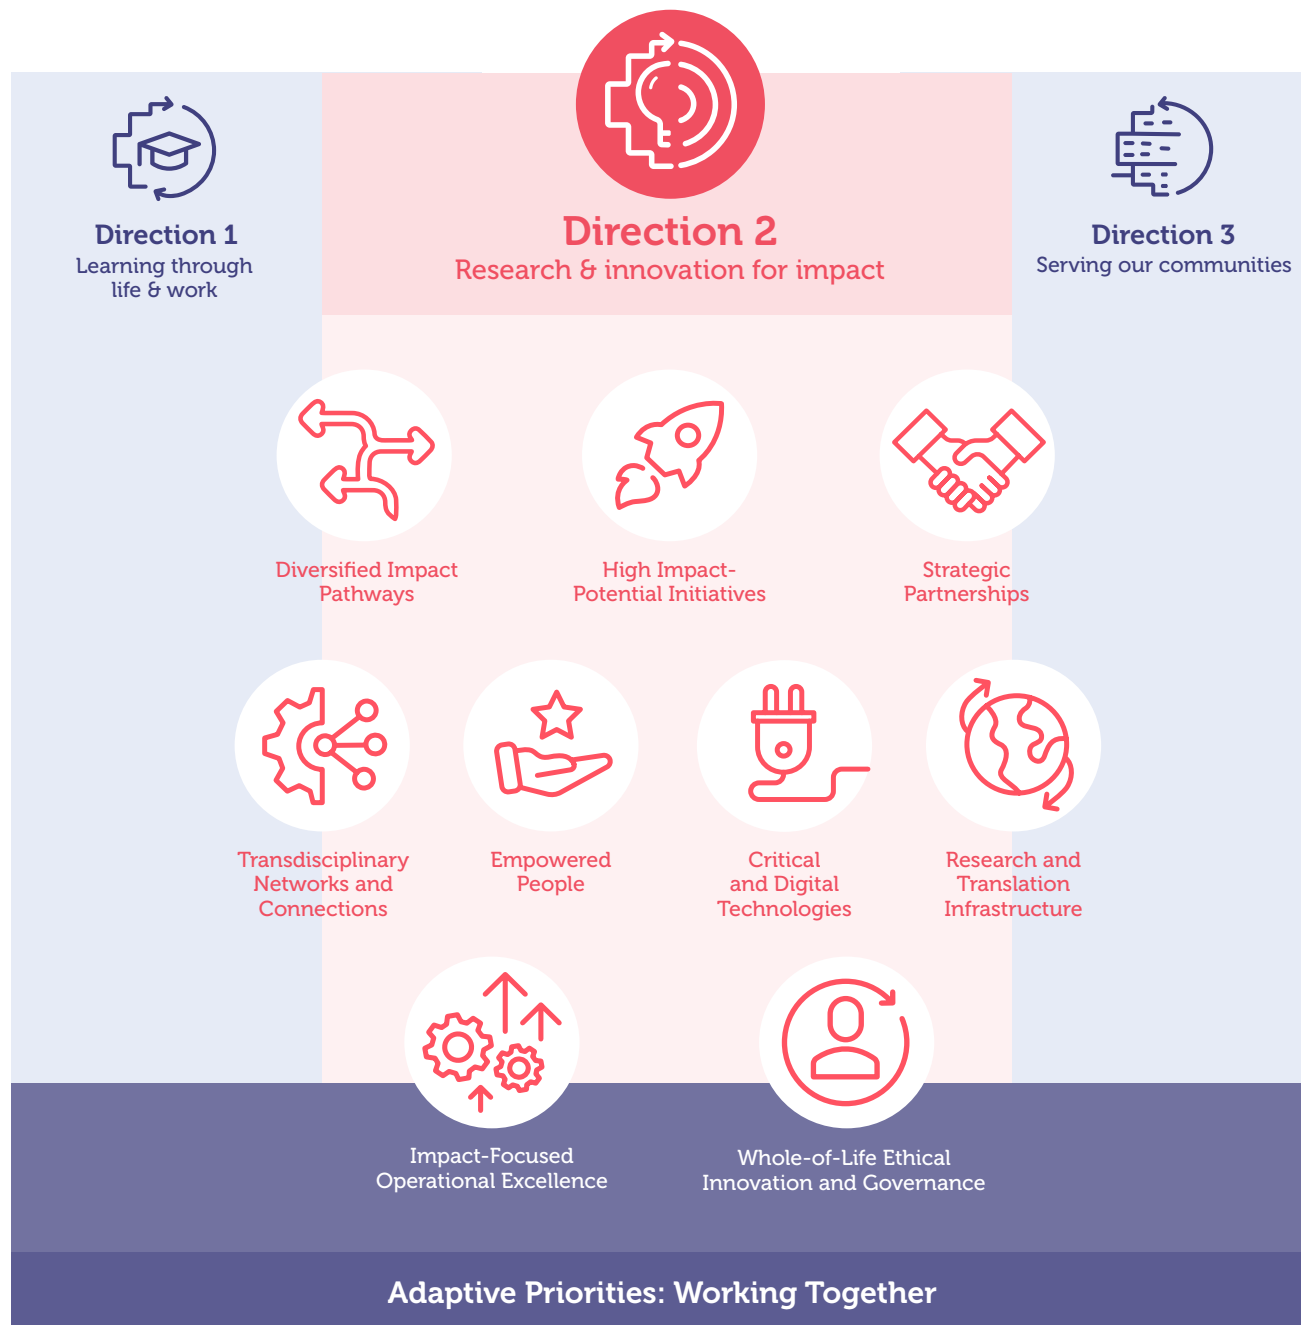 Direction 1
Learning through
life & work
Direction 2
Research & innovation for impact
Direction 3
Serving our communities
Diversified Impact
Pathways
High Impact-
Potential Initiatives
Strategic
Partnerships
Transdisciplinary
Networks and
Connections
Empowered
People
Critical
and Digital
Technologies
Research and
Translation
Infrastructure
Impact-Focused
Operational Excellence
Whole-of-Life Ethical
Innovation and Governance
Adaptive Priorities: Working Together